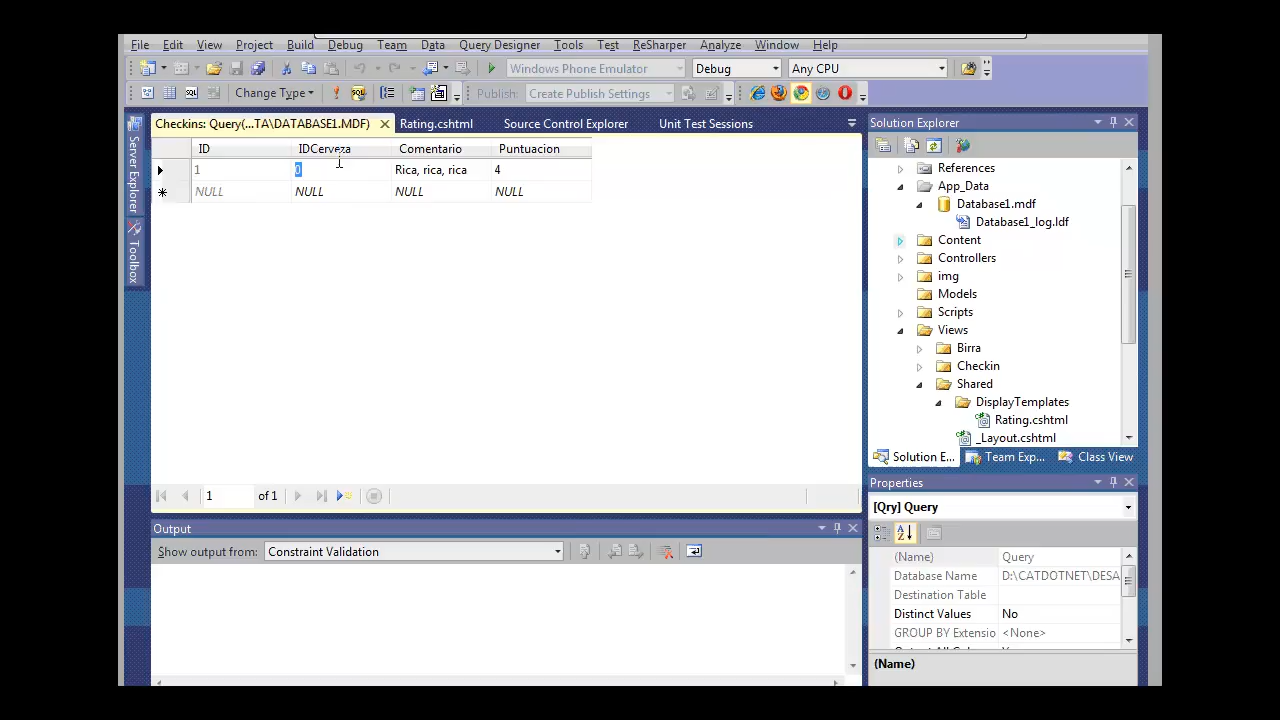 File Edit View Project Build Debug Team Data Query Designer Tools Test ReSharper Analyze Window Help
Windows Phone Emulator Debug Any CPU
SQL Change Type SQL Publish: Create Publish Settings
Server Explorer
Toolbox
Checkins: Query(...TA\DATABASE1.MDF) Rating.cshtml Source Control Explorer Unit Test Sessions
ID IDCerveza Comentario Puntuacion
1 0 Rica, rica, rica 4
NULL NULL NULL NULL
1 of 1
Output
Show output from: Constraint Validation
Solution Explorer
References
App_Data
Database1.mdf
Database1_log.ldf
Content
Controllers
img
Models
Scripts
Views
Birra
Checkin
Shared
DisplayTemplates
Rating.cshtml
_Layout.cshtml
Solution E... Team Exp... Class View
Properties
[Qry] Query
(Name) Query
Database Name D:\CATDOTNET\DESA
Destination Table
Distinct Values No
GROUP BY Extensio <None>
(Name)